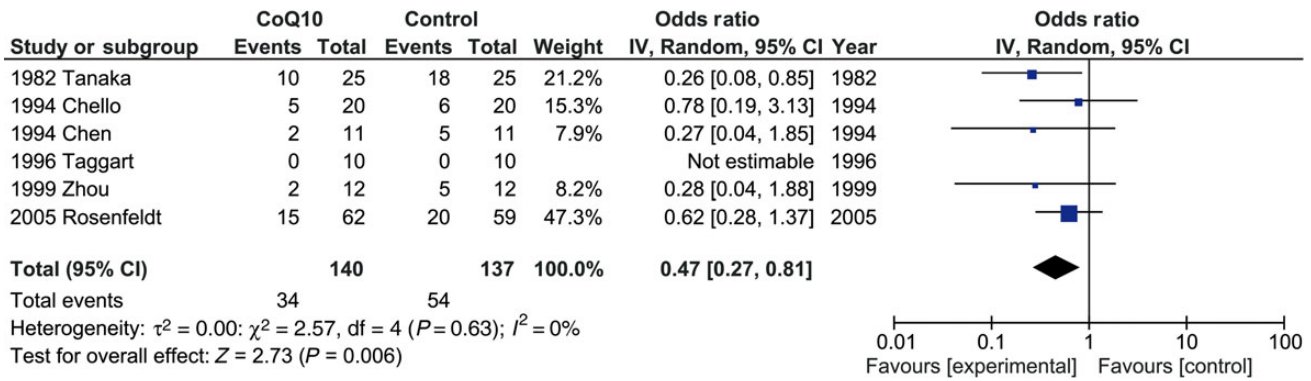 CoQ10 Control Odds ratio Odds ratio
Study or subgroup Events Total Events Total Weight IV, Random, 95% CI Year IV, Random, 95% CI
1982 Tanaka 10 25 18 25 21.2% 0.26 [0.08, 0.85] 1982
1994 Chello 5 20 6 20 15.3% 0.78 [0.19, 3.13] 1994
1994 Chen 2 11 5 11 7.9% 0.27 [0.04, 1.85] 1994
1996 Taggart 0 10 0 10 Not estimable 1996
1999 Zhou 2 12 5 12 8.2% 0.28 [0.04, 1.88] 1999
2005 Rosenfeldt 15 62 20 59 47.3% 0.62 [0.28, 1.37] 2005
Total (95% CI) 140 137 100.0% 0.47 [0.27, 0.81]
Total events 34 54
Heterogeneity: τ² = 0.00: χ² = 2.57, df = 4 (P = 0.63); I² = 0%
Test for overall effect: Z = 2.73 (P = 0.006)
0.01 0.1 1 10 100
Favours [experimental] Favours [control]